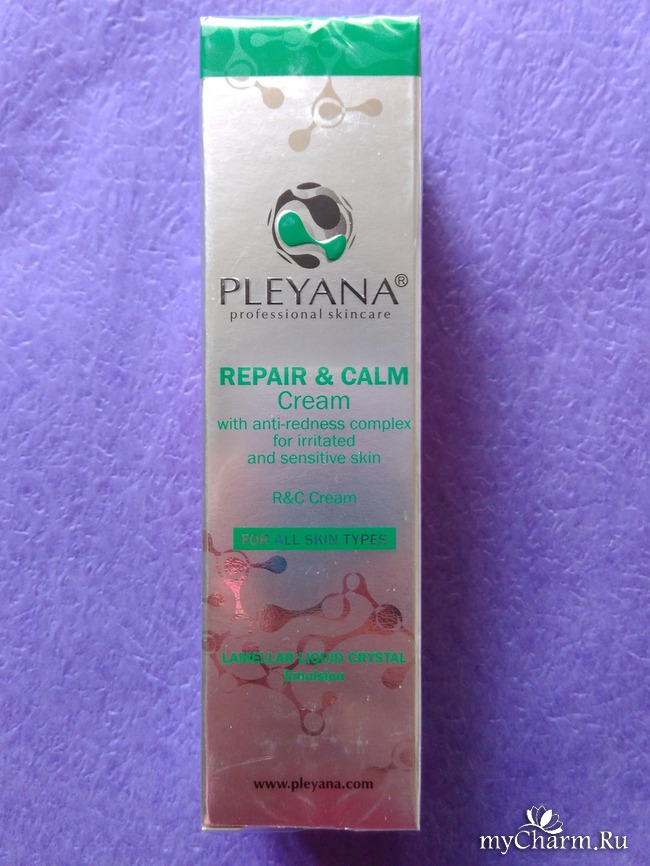 PLEYANA®
professional skincare
REPAIR & CALM
Cream
with anti-redness complex
for irritated
and sensitive skin
R&C Cream
FOR ALL SKIN TYPES
LAMELLAR LIQUID CRYSTAL
Emulsion
www.pleyana.com
myCharm.Ru